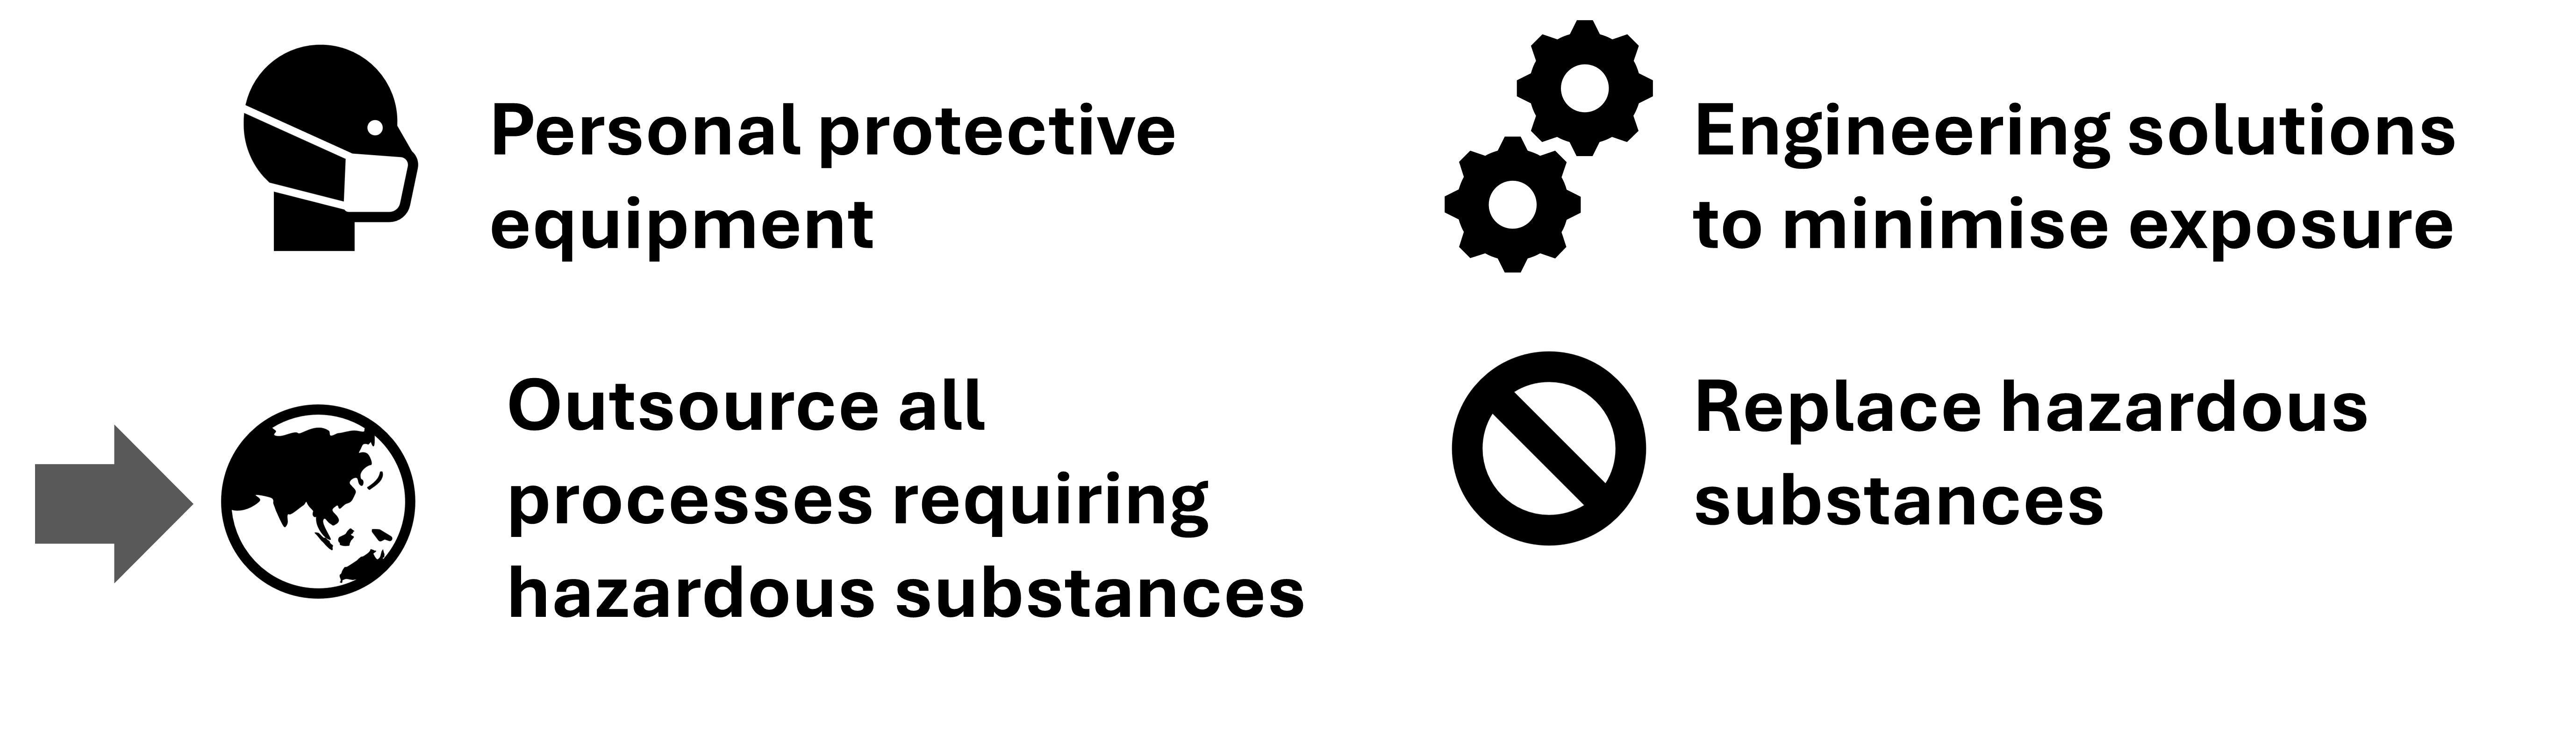 Personal protective
equipment
Engineering solutions
to minimise exposure
Outsource all
processes requiring
hazardous substances
Replace hazardous
substances